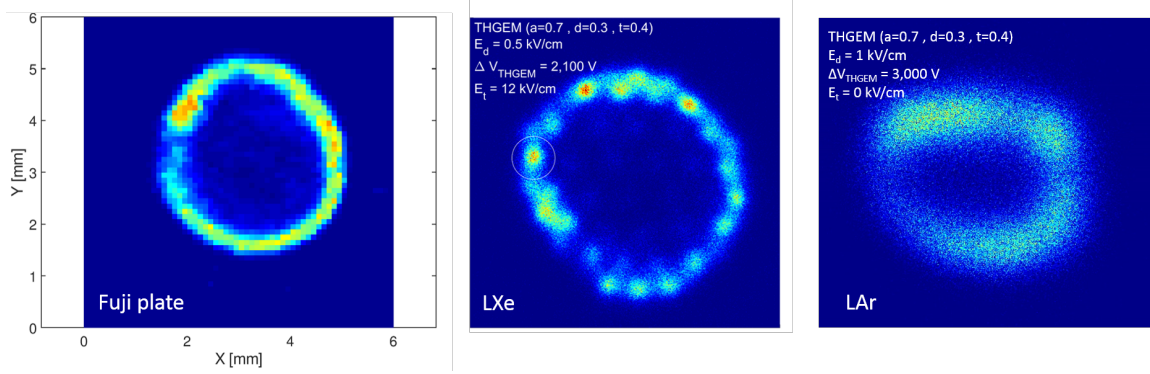 6
5
4
3
2
1
0
Y [mm]
0
2
4
6
X [mm]
Fuji plate
THGEM (a=0.7 , d=0.3 , t=0.4)
E_d = 0.5 kV/cm
Δ V_THGEM = 2,100 V
E_t = 12 kV/cm
LXe
THGEM (a=0.7 , d=0.3 , t=0.4)
E_d = 1 kV/cm
ΔV_THGEM = 3,000 V
E_t = 0 kV/cm
LAr